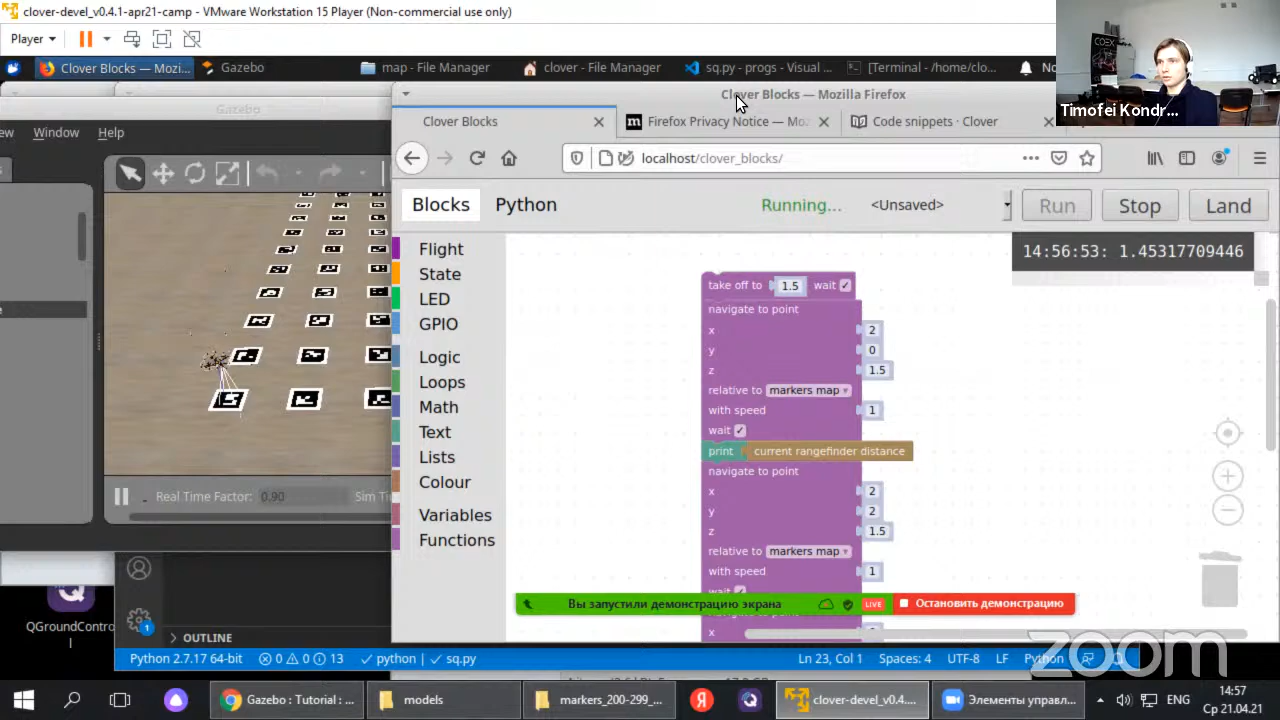 clover-devel_v0.4.1-apr21-camp - VMware Workstation 15 Player (Non-commercial use only)
Player
Clover Blocks — Mozi...
Gazebo
map - File Manager
clover - File Manager
sq.py - progs - Visual ...
[Terminal - /home/clo...
COEX
Timofei Kondr...
Gazebo
Clover Blocks — Mozilla Firefox
Window
Help
Clover Blocks
Firefox Privacy Notice — Moz
Code snippets · Clover
localhost/clover_blocks/
Blocks
Python
Running...
<Unsaved>
Run
Stop
Land
14:56:53: 1.45317709446
Flight
State
LED
GPIO
Logic
Loops
Math
Text
Lists
Colour
Variables
Functions
take off to 1.5 wait
navigate to point
x 2
y 0
z 1.5
relative to markers map
with speed 1
wait
print current rangefinder distance
navigate to point
x 2
y 2
z 1.5
relative to markers map
with speed 1
x
Real Time Factor: 0.90 Sim Ti
Вы запустили демонстрацию экрана
LIVE
Остановить демонстрацию
QGroundContro
l
1
OUTLINE
Python 2.7.17 64-bit
0 0 13
python | sq.py
Ln 23, Col 1
Spaces: 4
UTF-8
LF
Python
zoom
Gazebo : Tutorial : ...
models
markers_200-299_...
Я
clover-devel_v0.4....
Элементы управл...
ENG
14:57
Ср 21.04.21